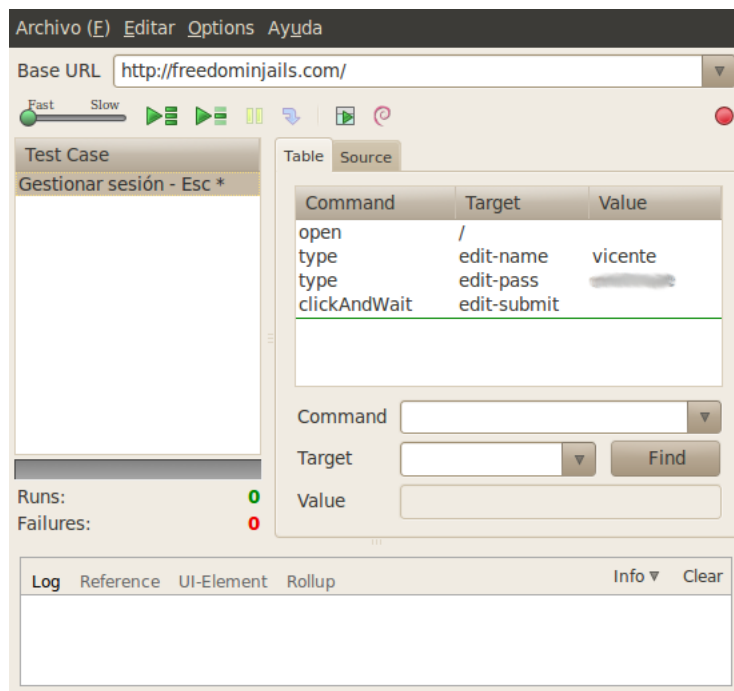 Archivo (F) Editar Options Ayuda
Base URL http://freedominjails.com/
Fast Slow
Test Case
Gestionar sesión - Esc *
Runs: 0
Failures: 0
Table Source
Command Target Value
open /
type edit-name vicente
type edit-pass
clickAndWait edit-submit
Command
Target Find
Value
Log Reference UI-Element Rollup Info Clear